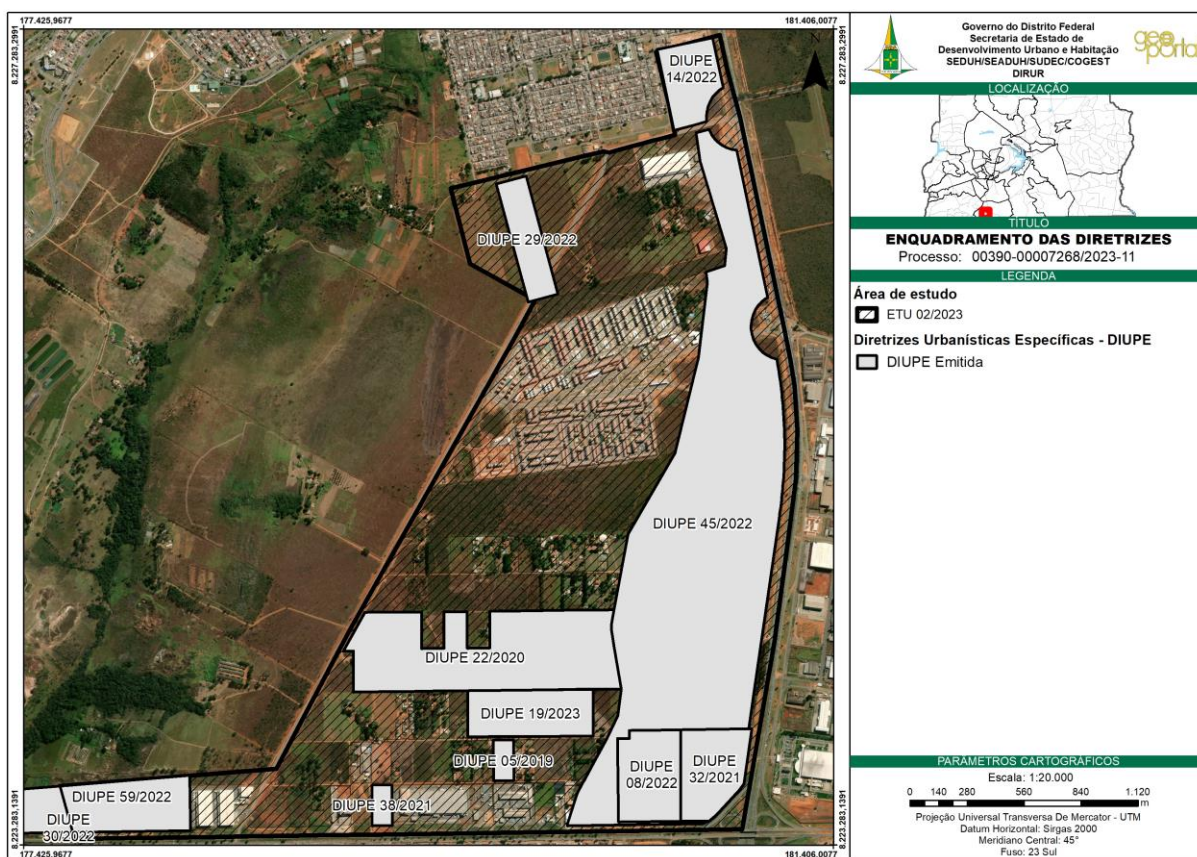 177.425,9677
181.406,0077
8.227.283,2991
8.227.283,2991
N
DIUPE
14/2022
DIUPE 29/2022
DIUPE 45/2022
DIUPE 22/2020
DIUPE 19/2023
DIUPE 05/2019
DIUPE
08/2022
DIUPE
32/2021
DIUPE 59/2022
DIUPE 38/2021
DIUPE
30/2022
8.223.283,1391
8.223.283,1391
177.425,9677
181.406,0077
Governo do Distrito Federal
Secretaria de Estado de
Desenvolvimento Urbano e Habitação
SEDUH/SEADUH/SUDEC/COGEST
DIRUR
geo
portal
LOCALIZAÇÃO
TÍTULO
ENQUADRAMENTO DAS DIRETRIZES
Processo: 00390-00007268/2023-11
LEGENDA
Área de estudo
ETU 02/2023
Diretrizes Urbanísticas Específicas - DIUPE
DIUPE Emitida
PARÂMETROS CARTOGRÁFICOS
Escala: 1:20.000
0 140 280 560 840 1.120
m
Projeção Universal Transversa De Mercator - UTM
Datum Horizontal: Sirgas 2000
Meridiano Central: 45°
Fuso: 23 Sul